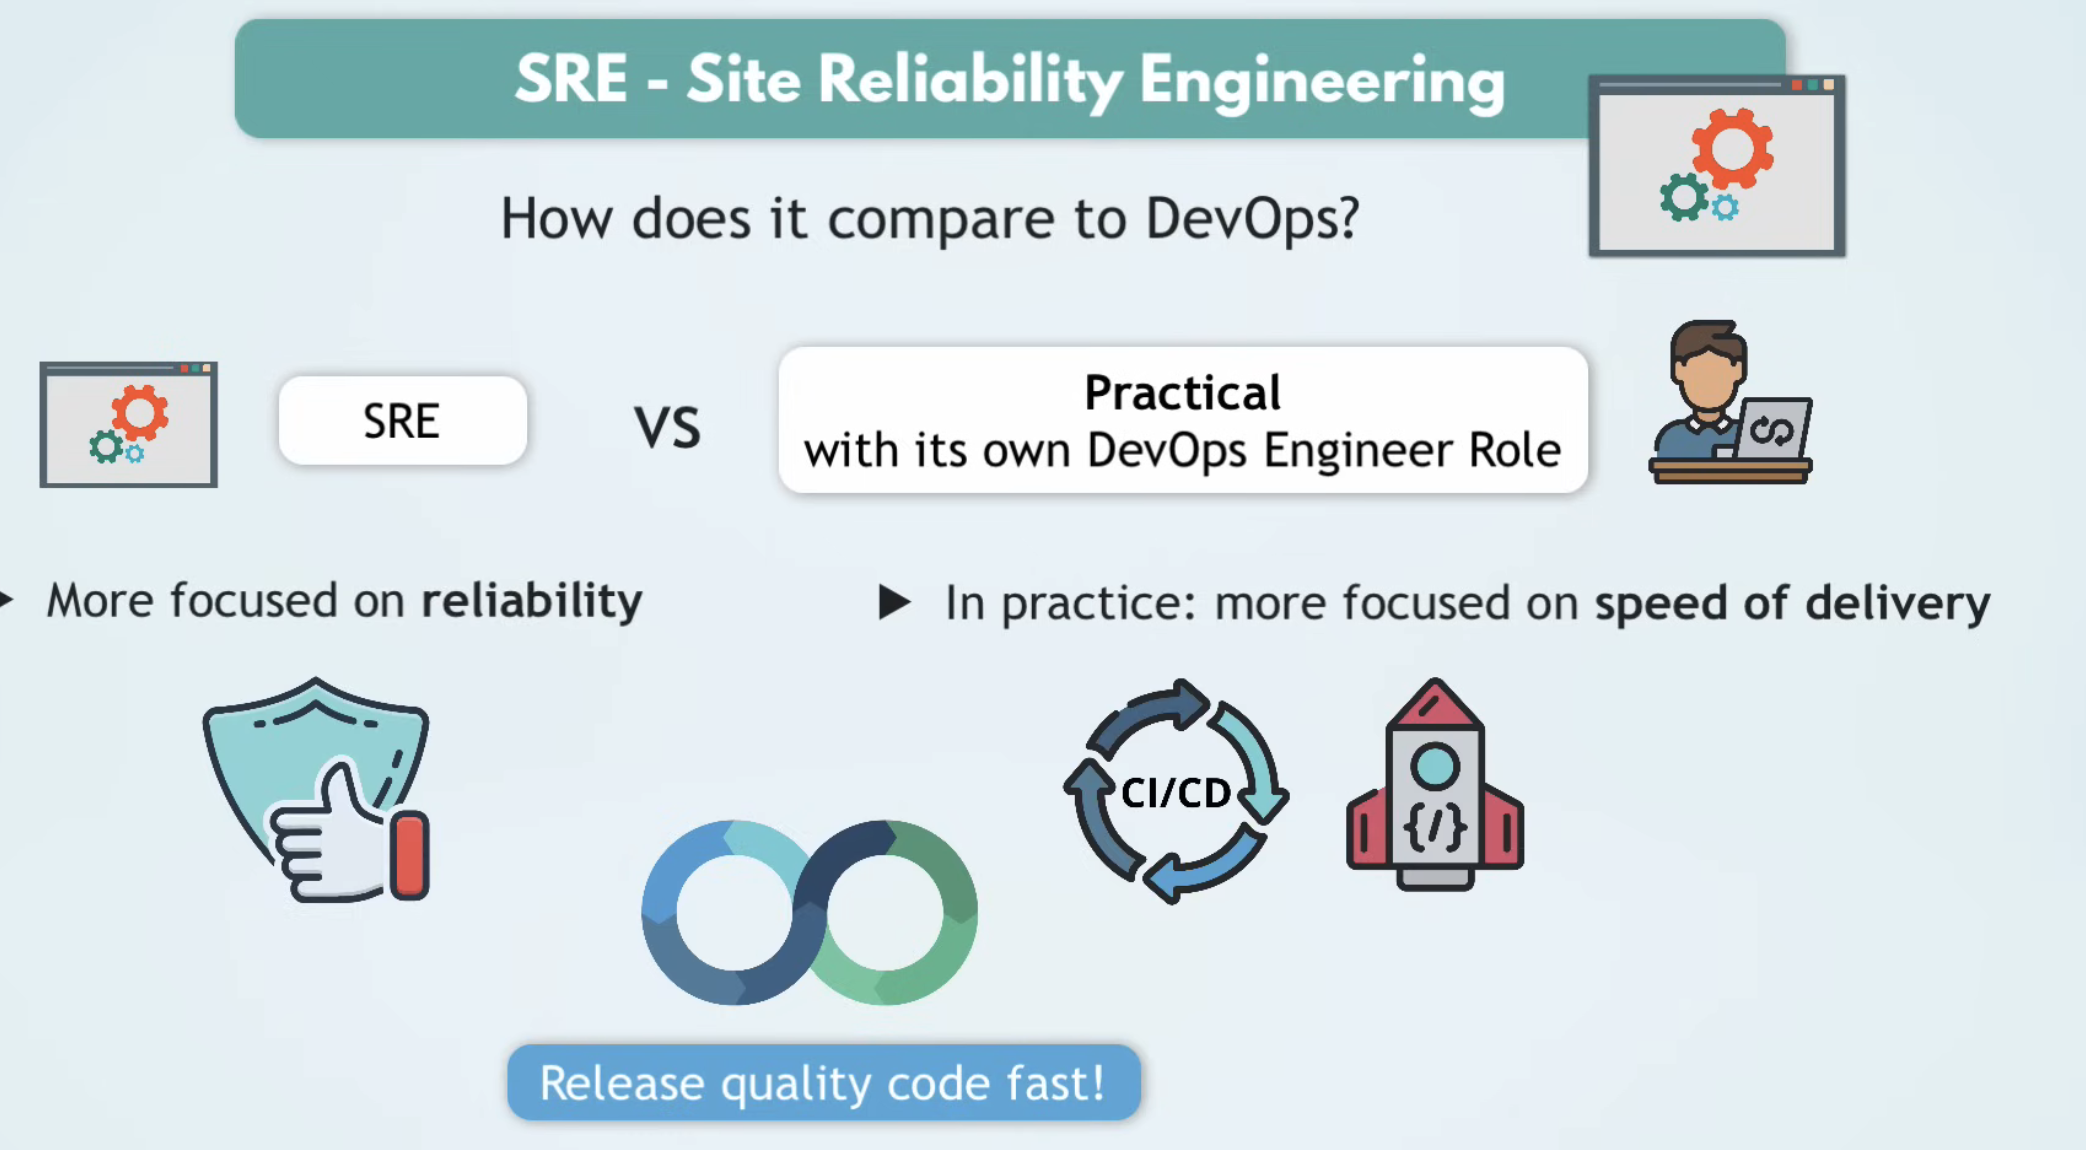 SRE - Site Reliability Engineering
How does it compare to DevOps?
SRE
VS
Practical
with its own DevOps Engineer Role
More focused on reliability
In practice: more focused on speed of delivery
CI/CD
{/}
Release quality code fast!